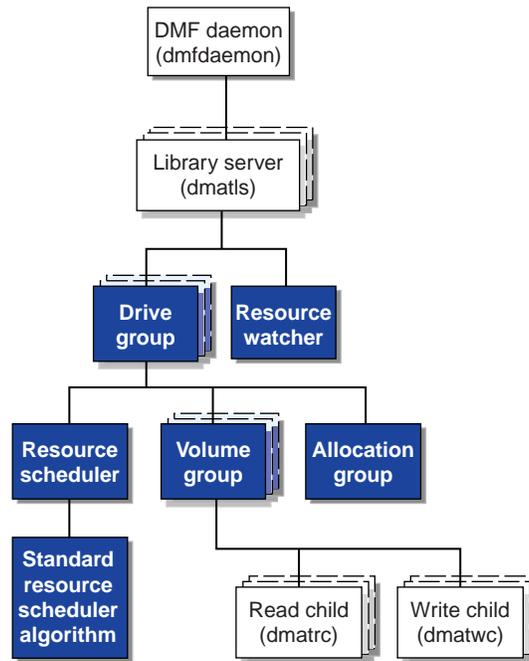 DMF daemon
(dmfdaemon)
Library server
(dmatls)
Drive
group
Resource
watcher
Resource
scheduler
Volume
group
Allocation
group
Standard
resource
scheduler
algorithm
Read child
(dmatrc)
Write child
(dmatwc)